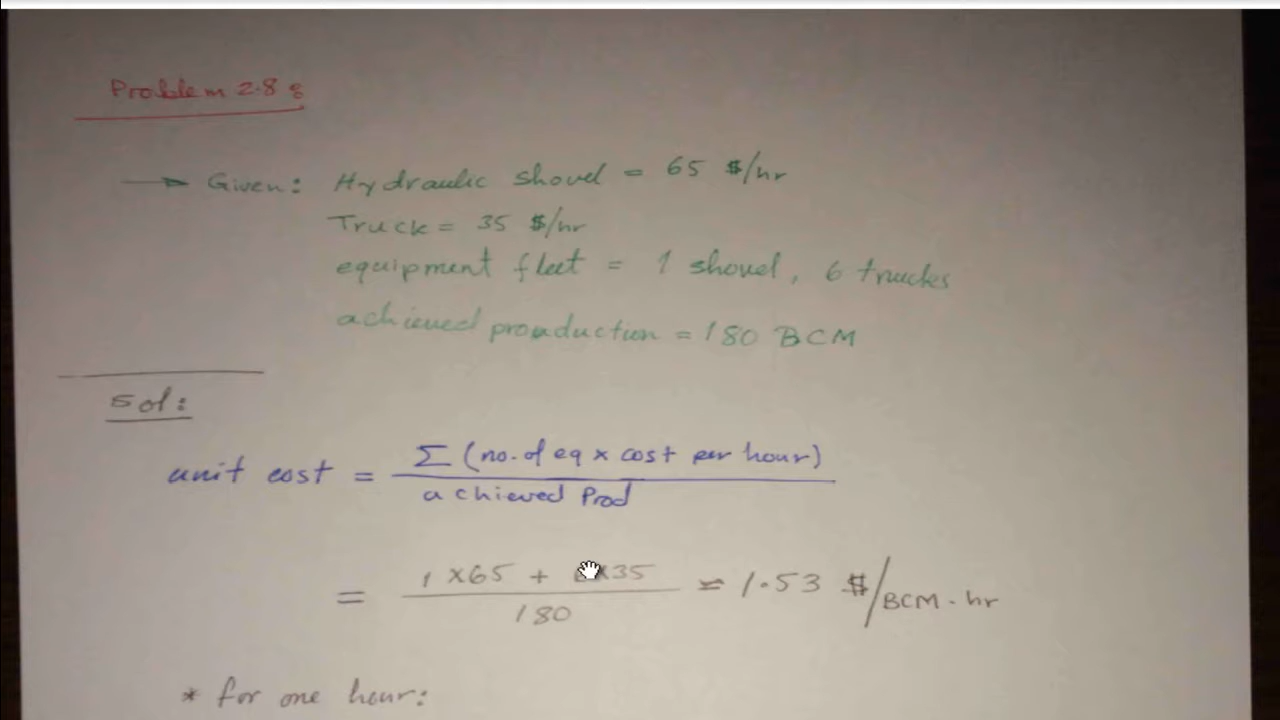 Problem 2.8 :
→ Given: Hydraulic shovel = 65 $/hr
Truck = 35 $/hr
equipment fleet = 1 shovel, 6 trucks
achieved production = 180 BCM
Sol:
unit cost = Σ (no. of eq x cost per hour) / achieved Prod
= 1 x 65 + x 35 / 180 = 1.53 $/BCM.hr
* for one hour: